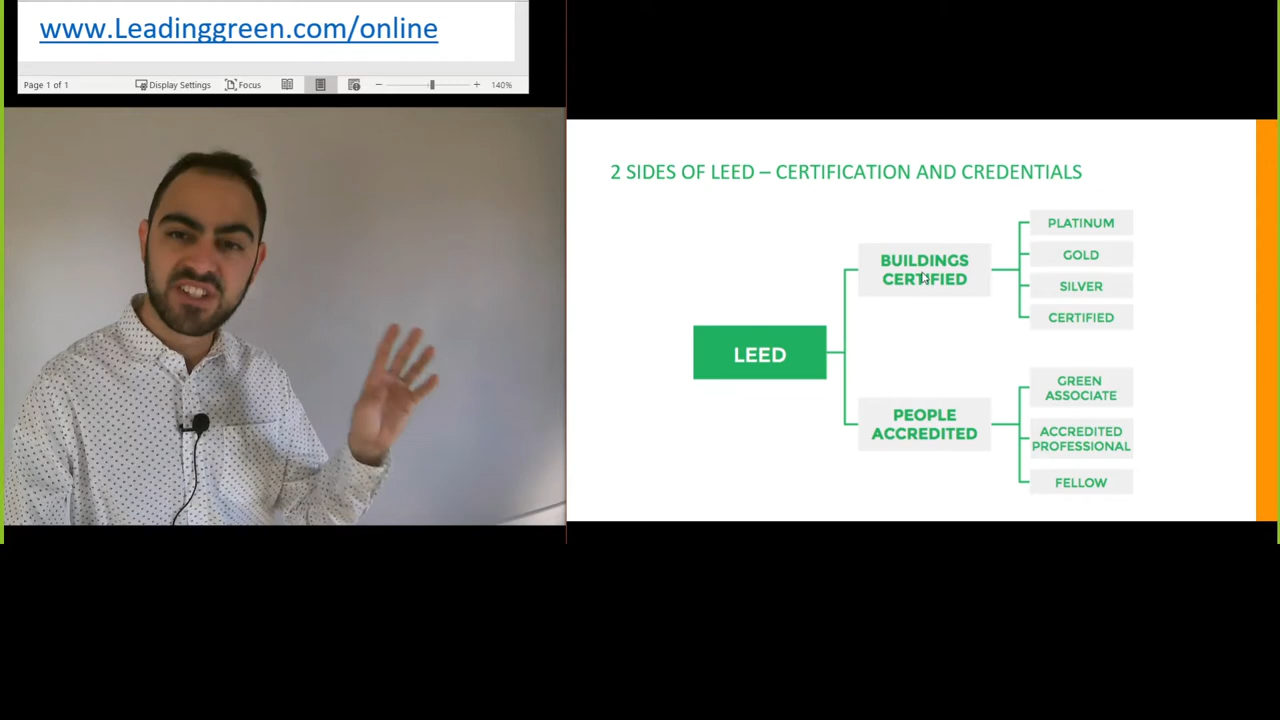 www.Leadinggreen.com/online
Page 1 of 1
Display Settings
Focus
140%
2 SIDES OF LEED – CERTIFICATION AND CREDENTIALS
LEED
BUILDINGS
CERTIFIED
PLATINUM
GOLD
SILVER
CERTIFIED
PEOPLE
ACCREDITED
GREEN
ASSOCIATE
ACCREDITED
PROFESSIONAL
FELLOW